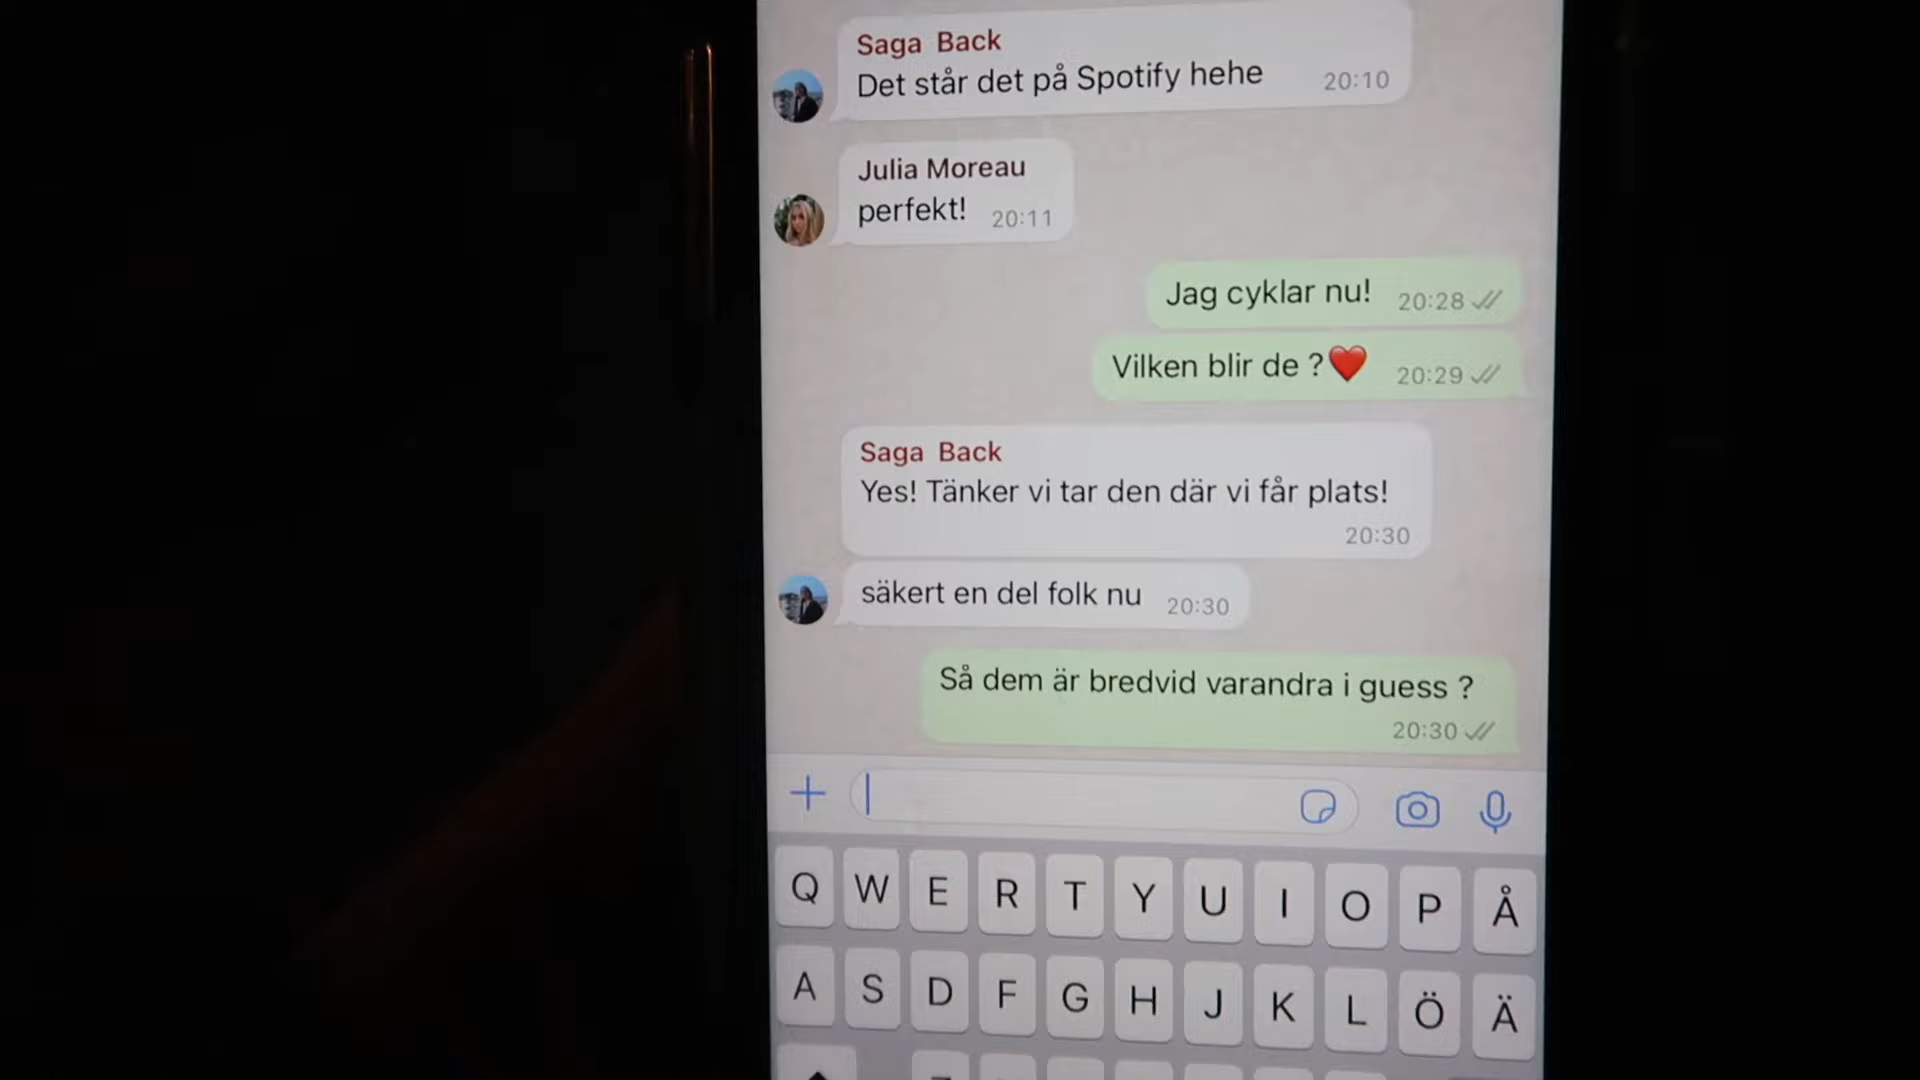 Saga Back
Det står det på Spotify hehe 20:10
Julia Moreau
perfekt! 20:11
Jag cyklar nu! 20:28
Vilken blir de ?❤️ 20:29
Saga Back
Yes! Tänker vi tar den där vi får plats!
20:30
säkert en del folk nu 20:30
Så dem är bredvid varandra i guess ?
20:30
Q W E R T Y U I O P Å
A S D F G H J K L Ö Ä